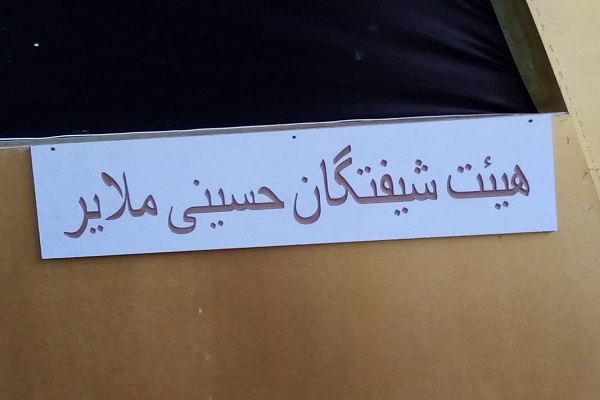 هیئت شیفتگان حسینی ملایر